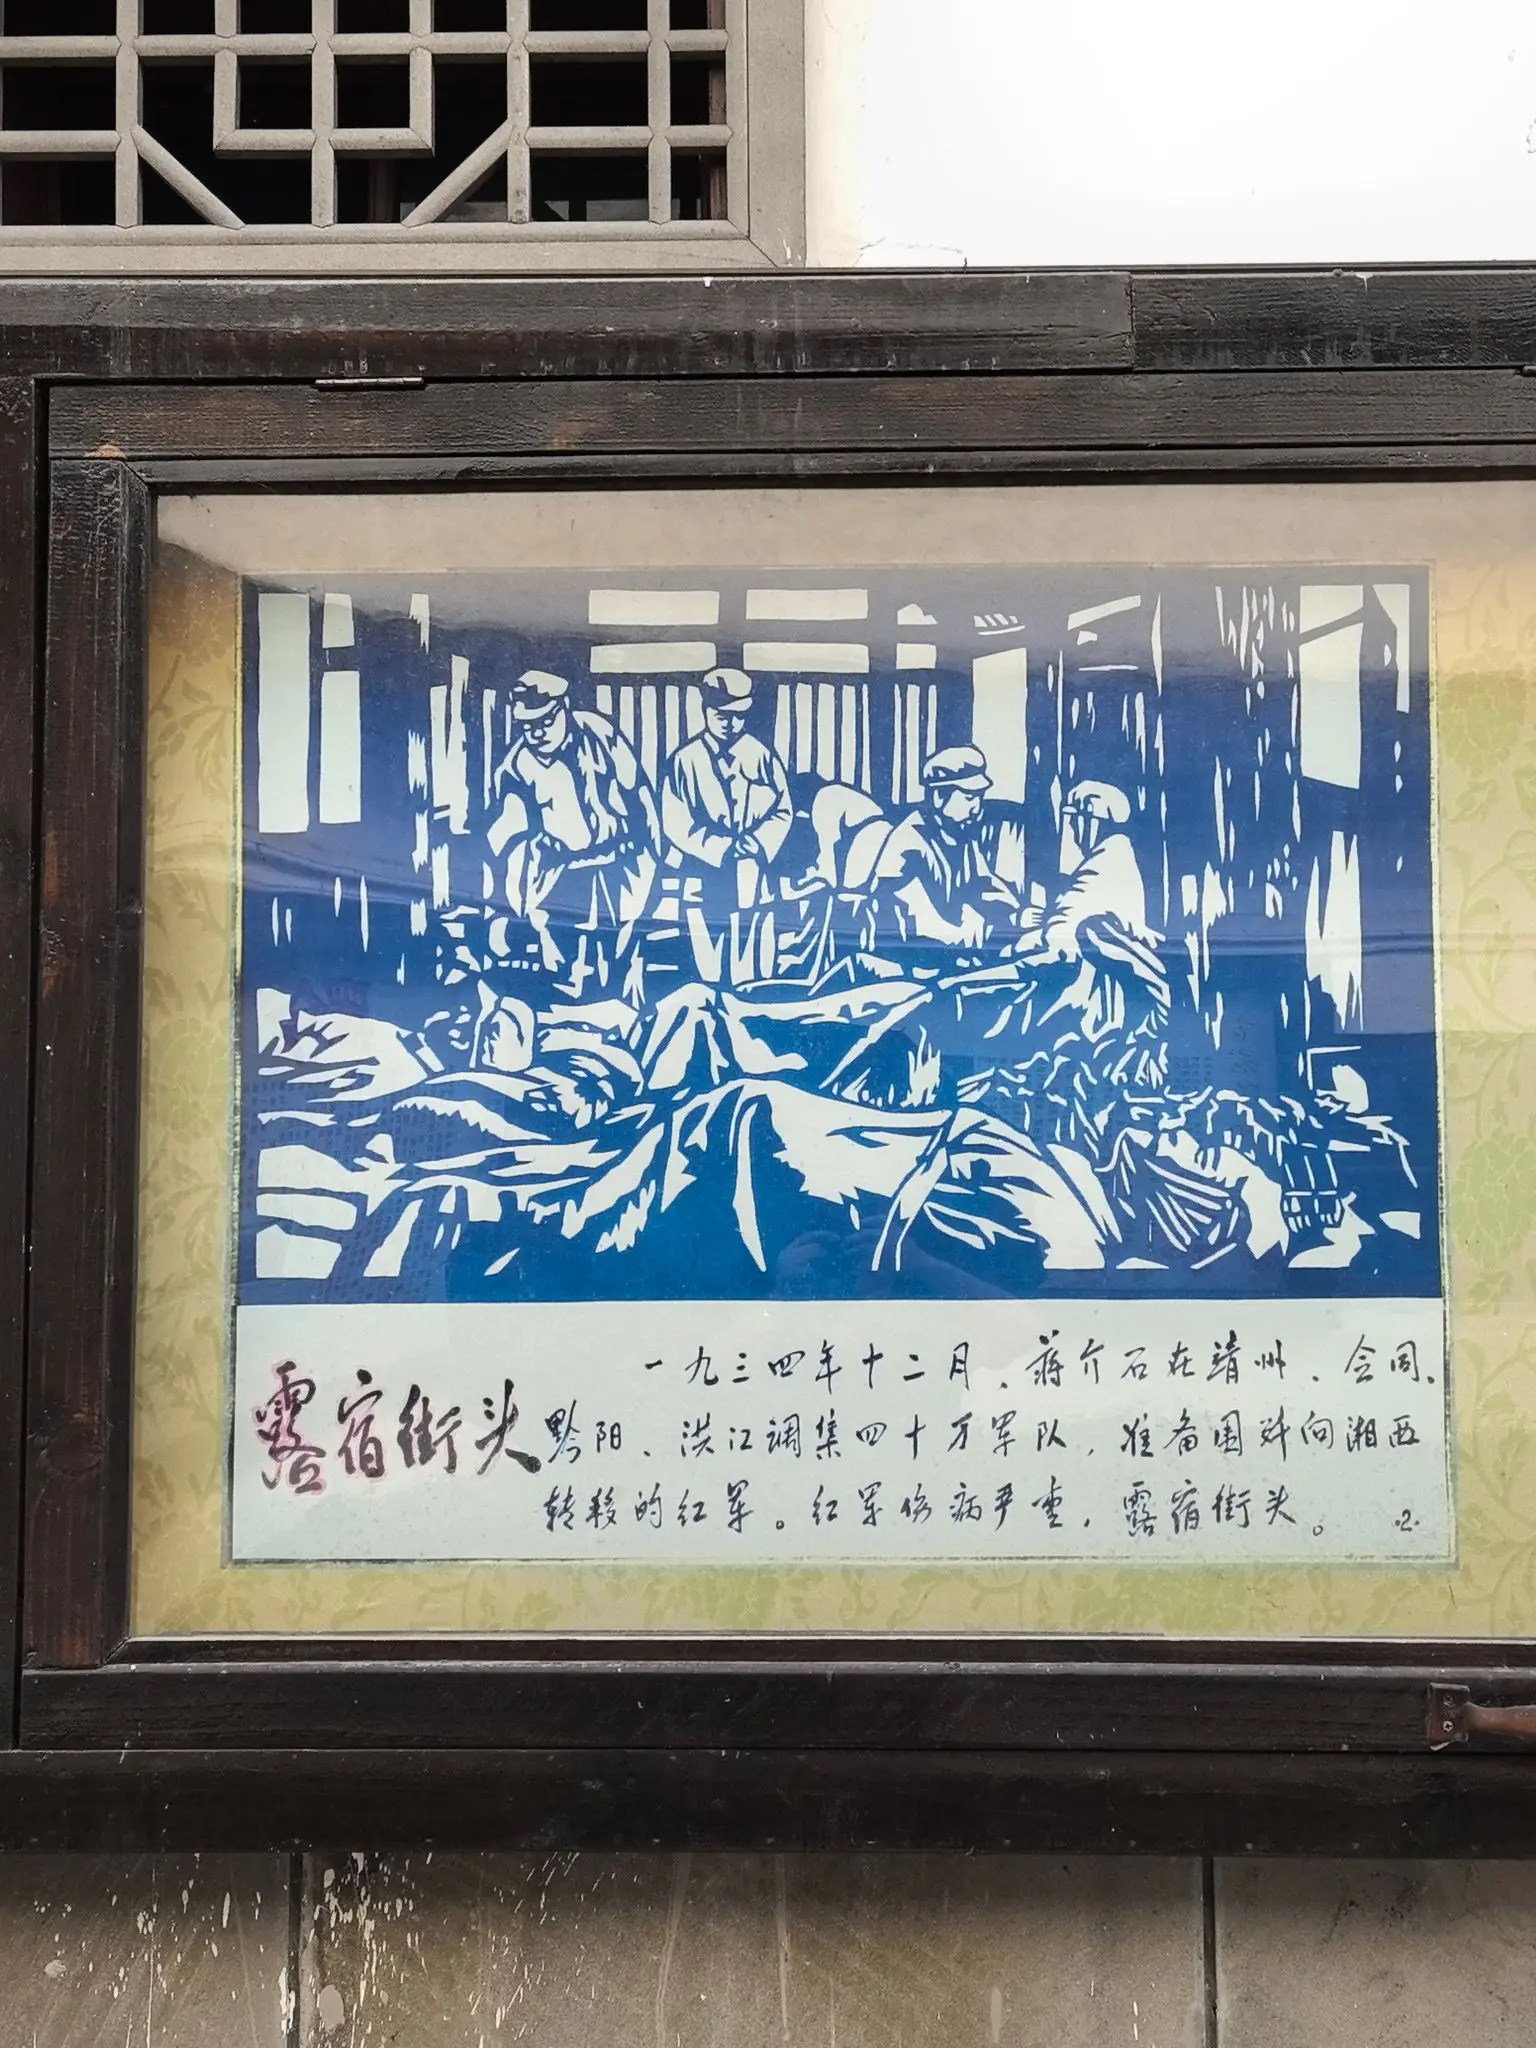 露宿街头
一九三四年十二月、蒋介石在靖州、会同、
黔阳、洪江调集四十万军队，准备围歼向湘西
转移的红军。红军伤病严重，露宿街头。
·2·